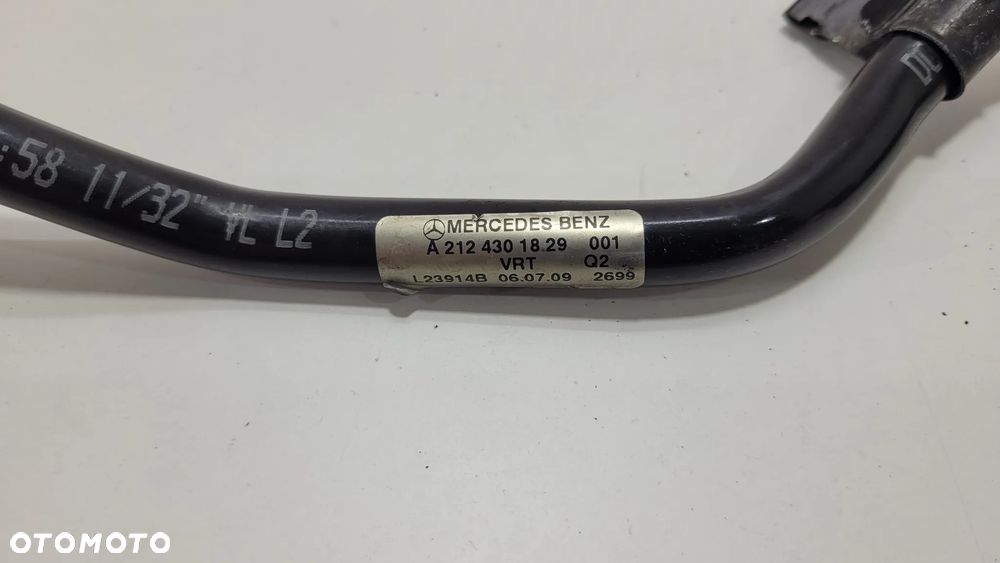 :58 11/32" VL L2
DC
MERCEDES BENZ
A 212 430 18 29 001
VRT Q2
L23914B 06.07.09 2699
OTOMOTO